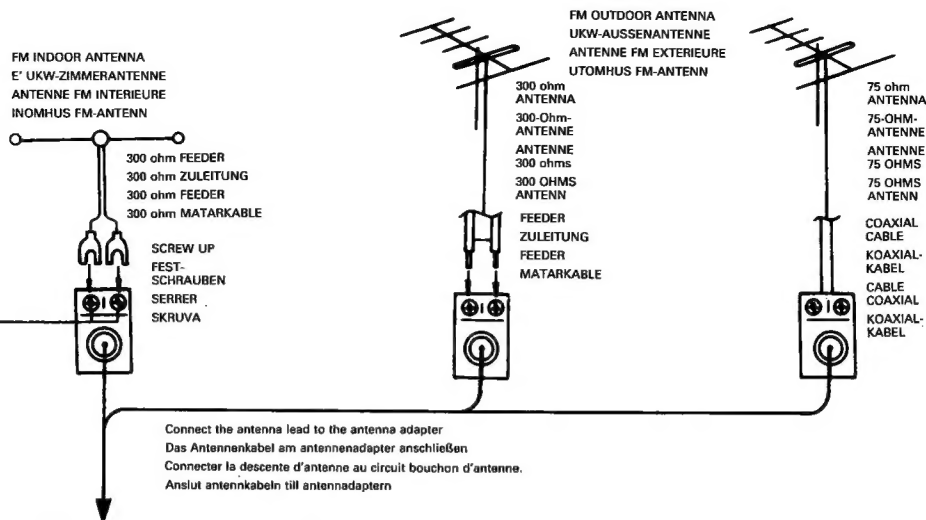 FM INDOOR ANTENNA
E' UKW-ZIMMERANTENNE
ANTENNE FM INTERIEURE
INOMHUS FM-ANTENN
300 ohm FEEDER
300 ohm ZULEITUNG
300 ohm FEEDER
300 ohm MATARKABLE
SCREW UP
FEST-
SCHRAUBEN
SERRER
SKRUVA
FM OUTDOOR ANTENNA
UKW-AUSSENANTENNE
ANTENNE FM EXTERIEURE
UTOMHUS FM-ANTENN
300 ohm
ANTENNA
300-Ohm-
ANTENNE
ANTENNE
300 ohms
300 OHMS
ANTENN
FEEDER
ZULEITUNG
FEEDER
MATARKABLE
75 ohm
ANTENNA
75-OHM-
ANTENNE
ANTENNE
75 OHMS
75 OHMS
ANTENN
COAXIAL
CABLE
KOAXIAL-
KABEL
CABLE
COAXIAL
KOAXIAL-
KABEL
Connect the antenna lead to the antenna adapter
Das Antennenkabel am antennenadapter anschließen
Connecter la descente d'antenne au circuit bouchon d'antenne.
Anslut antennkabeln till antennadaptern